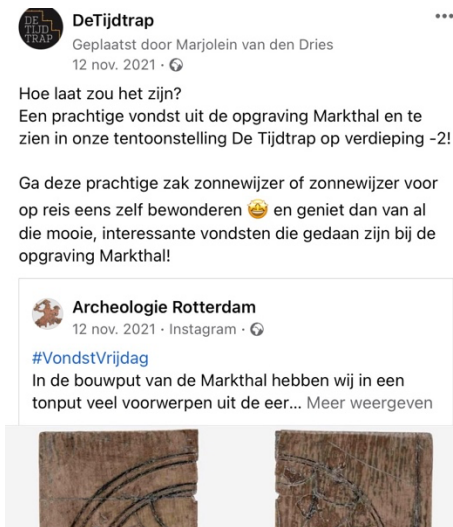 DE
TIJD
TRAP
DeTijdtrap
Geplaatst door Marjolein van den Dries
12 nov. 2021 ·
Hoe laat zou het zijn?
Een prachtige vondst uit de opgraving Markthal en te
zien in onze tentoonstelling De Tijdtrap op verdieping -2!
Ga deze prachtige zak zonnewijzer of zonnewijzer voor
op reis eens zelf bewonderen 🤩 en geniet dan van al
die mooie, interessante vondsten die gedaan zijn bij de
opgraving Markthal!
Archeologie Rotterdam
12 nov. 2021 · Instagram ·
#VondstVrijdag
In de bouwput van de Markthal hebben wij in een
tonput veel voorwerpen uit de eer... Meer weergeven